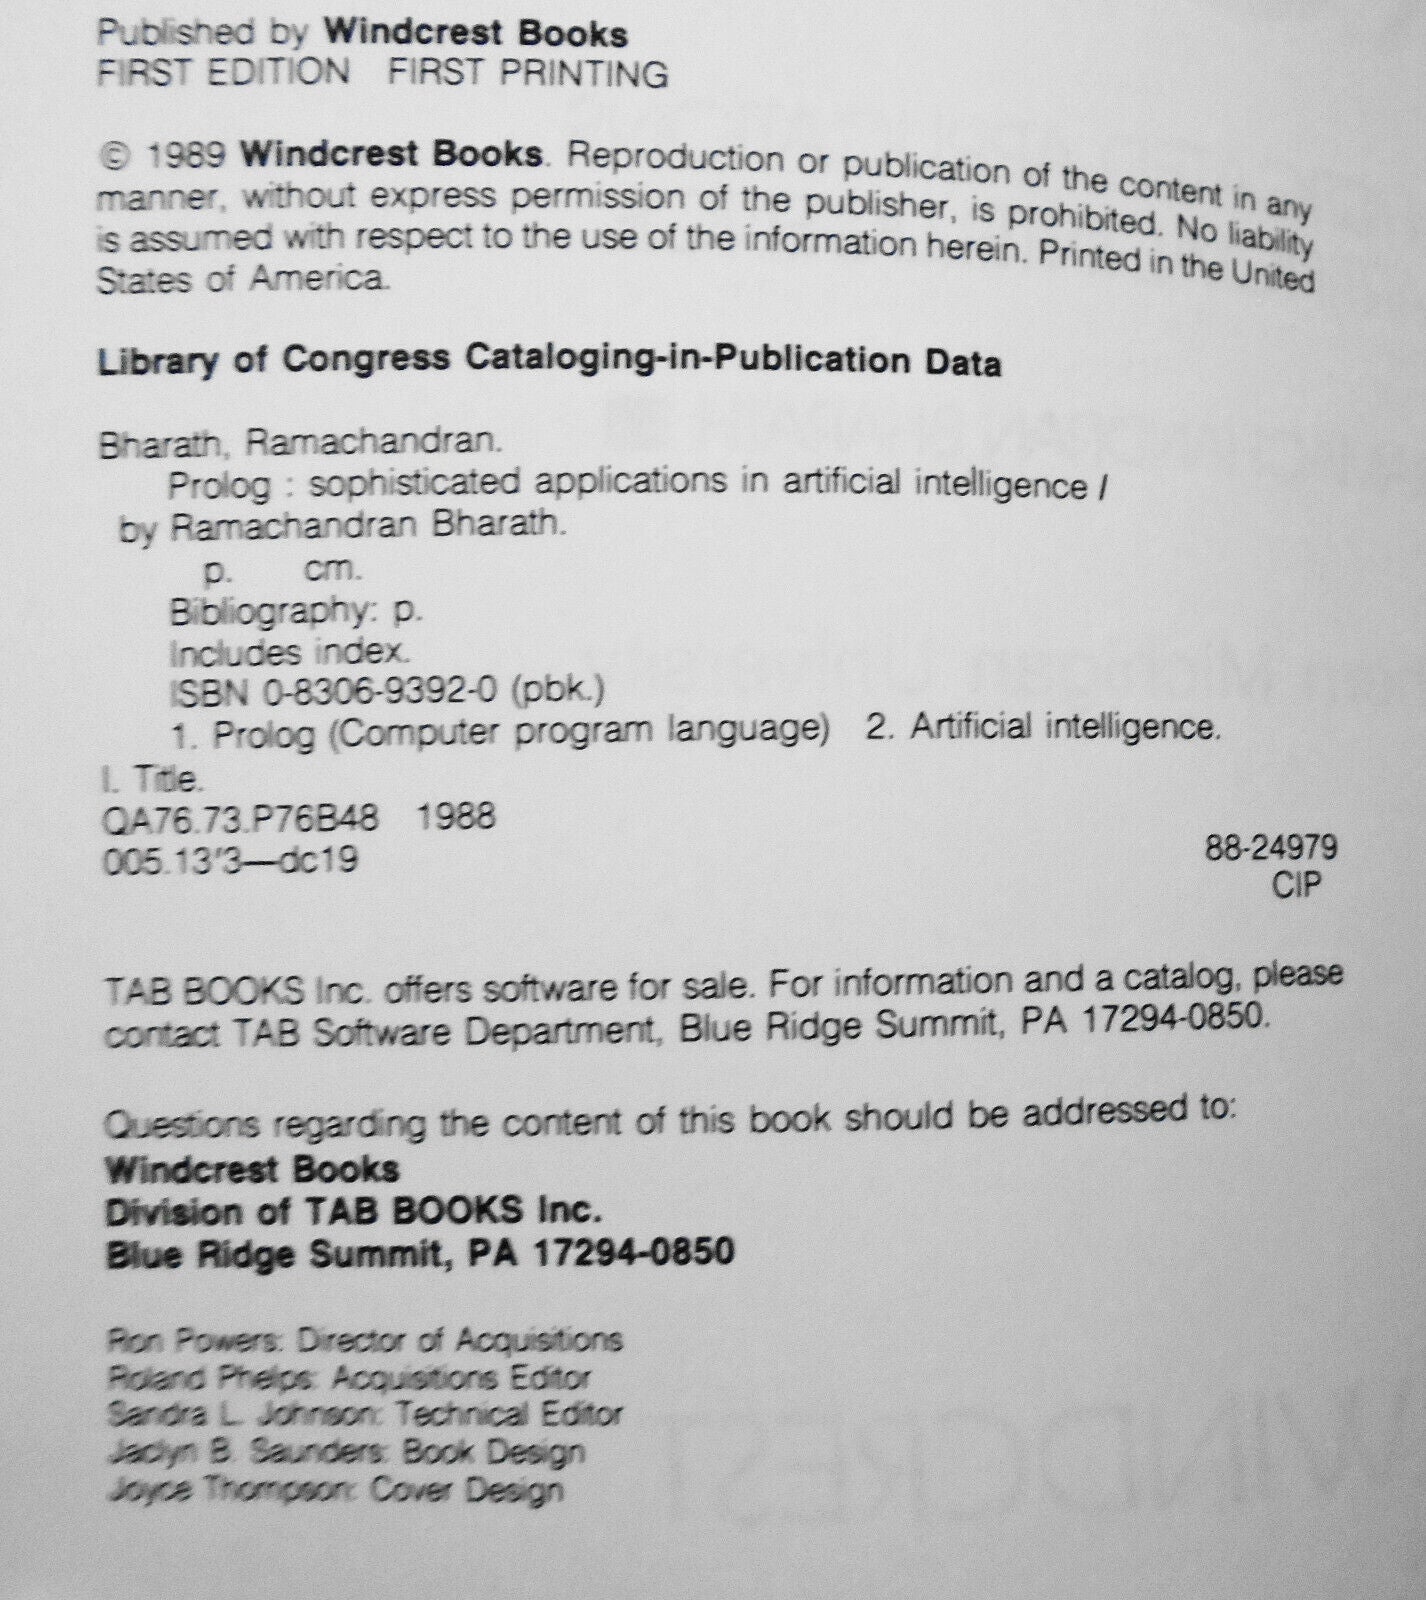 Published by Windcrest Books
FIRST EDITION FIRST PRINTING
© 1989 Windcrest Books. Reproduction or publication of the content in any
manner, without express permission of the publisher, is prohibited. No liability
is assumed with respect to the use of the information herein. Printed in the United
States of America.
Library of Congress Cataloging-in-Publication Data
Bharath, Ramachandran.
Prolog : sophisticated applications in artificial intelligence /
by Ramachandran Bharath.
p. cm.
Bibliography: p.
Includes index.
ISBN 0-8306-9392-0 (pbk.)
1. Prolog (Computer program language) 2. Artificial intelligence.
I. Title.
QA76.73.P76B48 1988
005.13'3—dc19
88-24979
CIP
TAB BOOKS Inc. offers software for sale. For information and a catalog, please
contact TAB Software Department, Blue Ridge Summit, PA 17294-0850.
Questions regarding the content of this book should be addressed to:
Windcrest Books
Division of TAB BOOKS Inc.
Blue Ridge Summit, PA 17294-0850
Ron Powers: Director of Acquisitions
Roland Phelps: Acquisitions Editor
Sandra L. Johnson: Technical Editor
Jaclyn B. Saunders: Book Design
Joyce Thompson: Cover Design